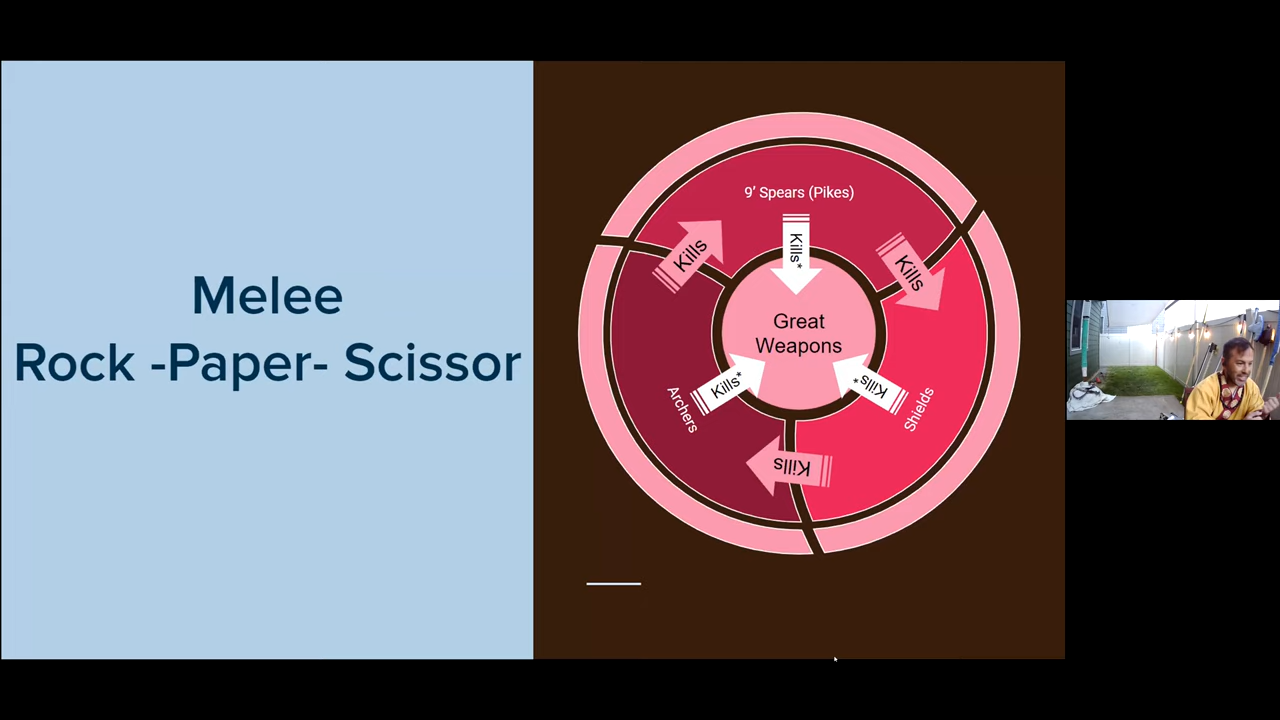 Melee
Rock -Paper- Scissor
9' Spears (Pikes)
Kills
Kills*
Kills
Great
Weapons
Kills*
Kills*
Archers
Shields
Kills